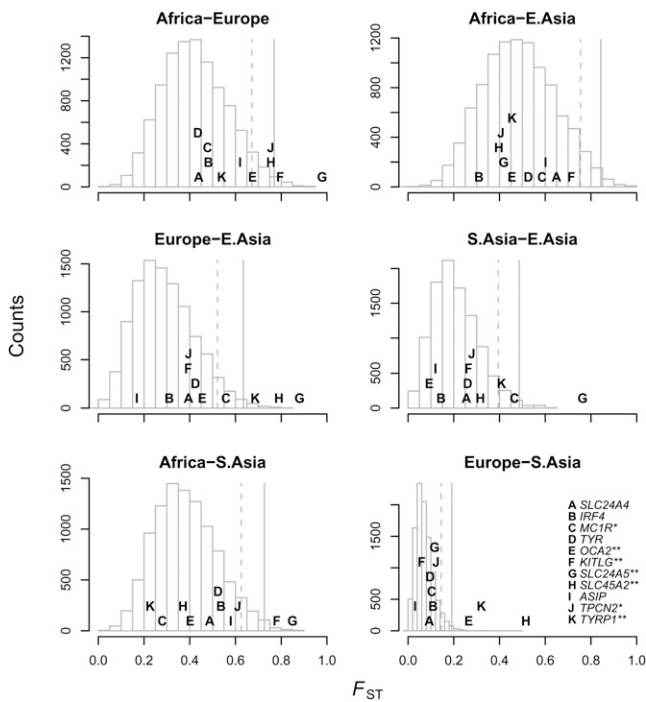 Africa−Europe
Africa−E.Asia
1200
800
400
0
D
C J
B I H
A K E F G
1200
800
400
0
K
J
H
G I
B E D C A F
Europe−E.Asia
S.Asia−E.Asia
Counts
1500
1000
500
0
J
F
D
I B A E C K H G
1500
500
0
J
I F
E D K
B A H C G
Africa−S.Asia
Europe−S.Asia
1500
1000
500
0
D
K H B J
C E A I F G
0.0 0.2 0.4 0.6 0.8 1.0
1500
500
0
G
F J
D
C
I B K
A E H
0.0 0.2 0.4 0.6 0.8 1.0
A SLC24A4
B IRF4
C MC1R*
D TYR
E OCA2**
F KITLG**
G SLC24A5**
H SLC45A2**
I ASIP
J TPCN2*
K TYRP1**
FST